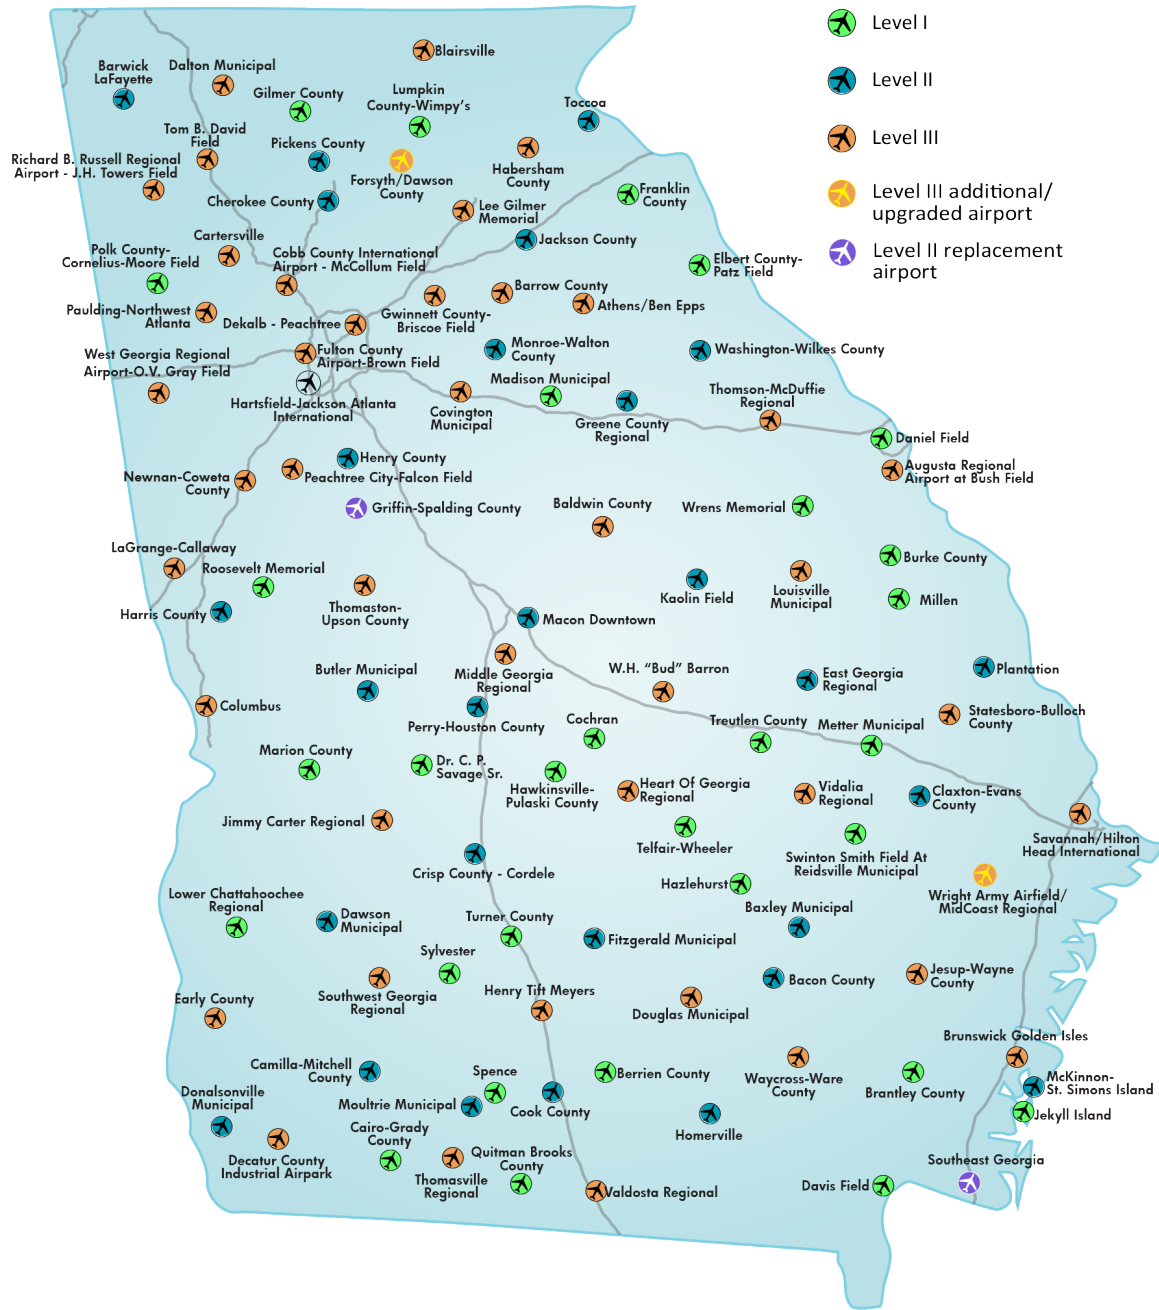 Level I
Level II
Level III
Level III additional/
upgraded airport
Level II replacement
airport
Blairsville
Barwick
LaFayette
Dalton Municipal
Gilmer County
Lumpkin
County-Wimpy's
Toccoa
Tom B. David
Field
Pickens County
Richard B. Russell Regional
Airport - J.H. Towers Field
Forsyth/Dawson
County
Habersham
County
Franklin
County
Cherokee County
Lee Gilmer
Memorial
Cartersville
Jackson County
Polk County-
Cornelius-Moore Field
Cobb County International
Airport - McCollum Field
Elbert County-
Patz Field
Barrow County
Athens/Ben Epps
Paulding-Northwest
Atlanta
Gwinnett County-
Briscoe Field
Dekalb - Peachtree
West Georgia Regional
Airport-O.V. Gray Field
Fulton County
Airport-Brown Field
Monroe-Walton
County
Washington-Wilkes County
Hartsfield-Jackson Atlanta
International
Covington
Municipal
Madison Municipal
Greene County
Regional
Thomson-McDuffie
Regional
Daniel Field
Henry County
Newnan-Coweta
County
Peachtree City-Falcon Field
Augusta Regional
Airport at Bush Field
Griffin-Spalding County
Baldwin County
Wrens Memorial
LaGrange-Callaway
Roosevelt Memorial
Burke County
Harris County
Thomaston-
Upson County
Kaolin Field
Louisville
Municipal
Millen
Macon Downtown
Butler Municipal
Middle Georgia
Regional
W.H. “Bud” Barron
East Georgia
Regional
Plantation
Columbus
Perry-Houston County
Cochran
Treutlen County
Metter Municipal
Statesboro-Bulloch
County
Marion County
Dr. C. P.
Savage Sr.
Hawkinsville-
Pulaski County
Heart Of Georgia
Regional
Vidalia
Regional
Claxton-Evans
County
Jimmy Carter Regional
Telfair-Wheeler
Swinton Smith Field At
Reidsville Municipal
Savannah/Hilton
Head International
Crisp County - Cordele
Hazlehurst
Wright Army Airfield/
MidCoast Regional
Lower Chattahoochee
Regional
Dawson
Municipal
Turner County
Fitzgerald Municipal
Baxley Municipal
Sylvester
Bacon County
Jesup-Wayne
County
Early County
Southwest Georgia
Regional
Henry Tift Meyers
Douglas Municipal
Brunswick Golden Isles
Camilla-Mitchell
County
Spence
Berrien County
Waycross-Ware
County
Brantley County
McKinnon-
St. Simons Island
Donalsonville
Municipal
Moultrie Municipal
Cook County
Homerville
Jekyll Island
Decatur County
Industrial Airpark
Cairo-Grady
County
Thomasville
Regional
Quitman Brooks
County
Valdosta Regional
Davis Field
Southeast Georgia